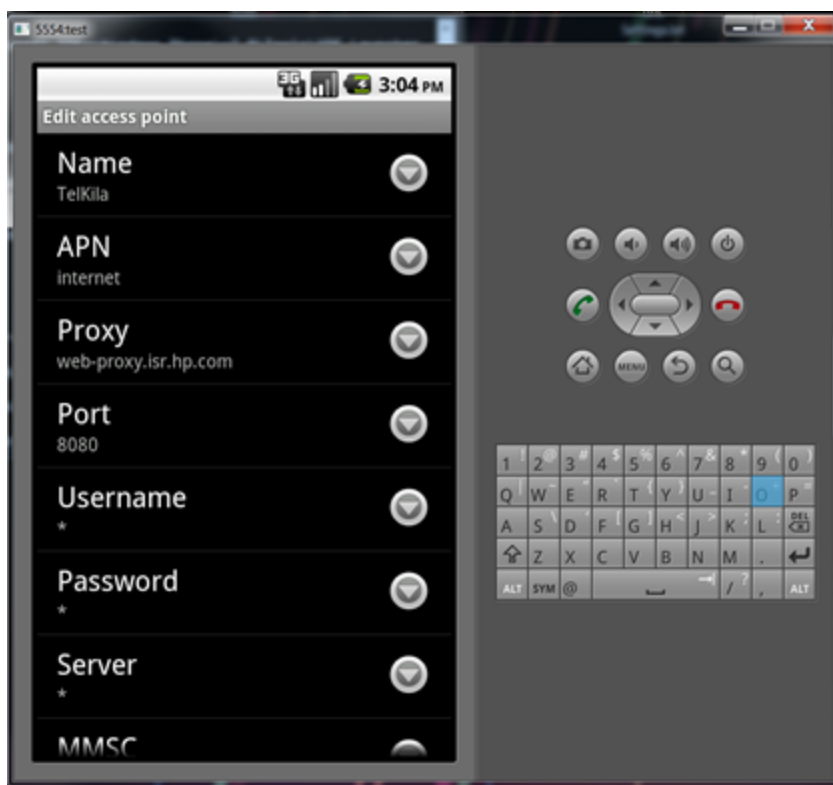 5554:test
3G 3:04 PM
Edit access point
Name
TelKila
APN
internet
Proxy
web-proxy.isr.hp.com
Port
8080
Username
*
Password
*
Server
*
MMSC
MENU
1 ! 2 @ 3 # 4 $ 5 % 6 ^ 7 & 8 * 9 ( 0 )
Q | W ~ E " R ` T { Y } U _ I - O + P =
A S \ D ' F [ G ] H < J > K ; L : DEL
Z X C V B N M .
ALT SYM @ / ? , ALT